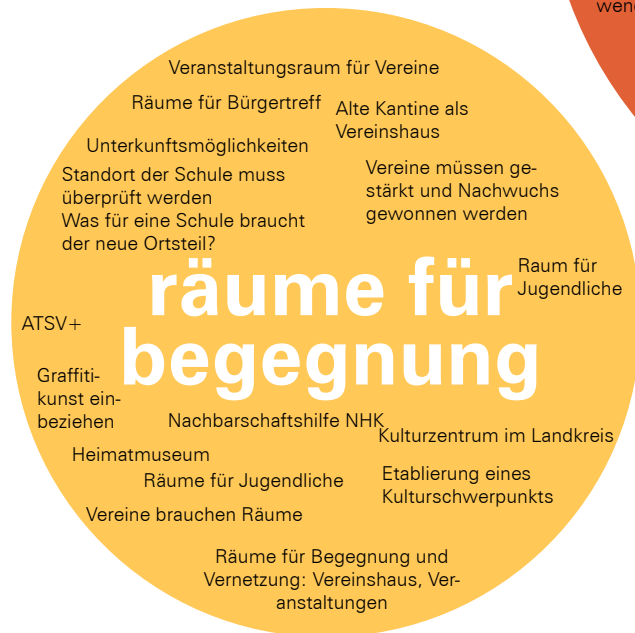 Veranstaltungsraum für Vereine
Räume für Bürgertreff
Alte Kantine als
Vereinshaus
Unterkunftsmöglichkeiten
Standort der Schule muss
überprüft werden
Was für eine Schule braucht
der neue Ortsteil?
Vereine müssen ge-
stärkt und Nachwuchs
gewonnen werden
räume für
begegnung
Raum für
Jugendliche
ATSV+
Graffiti-
kunst ein-
beziehen
Nachbarschaftshilfe NHK
Kulturzentrum im Landkreis
Heimatmuseum
Räume für Jugendliche
Etablierung eines
Kulturschwerpunkts
Vereine brauchen Räume
Räume für Begegnung und
Vernetzung: Vereinshaus, Ver-
anstaltungen